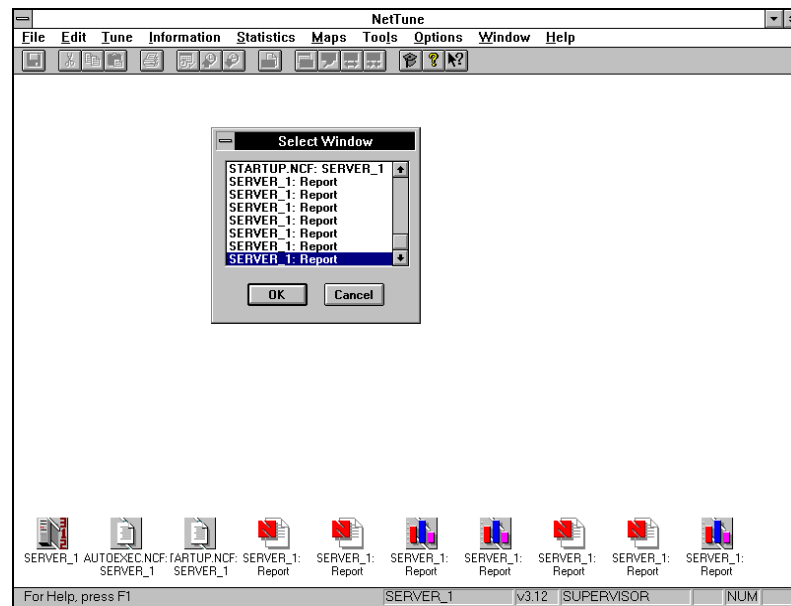 NetTune
File Edit Tune Information Statistics Maps Tools Options Window Help
Select Window
STARTUP.NCF: SERVER_1
SERVER_1: Report
SERVER_1: Report
SERVER_1: Report
SERVER_1: Report
SERVER_1: Report
SERVER_1: Report
SERVER_1: Report
OK Cancel
SERVER_1 AUTOEXEC.NCF: TARTUP.NCF: SERVER_1: SERVER_1: SERVER_1: SERVER_1: SERVER_1: SERVER_1: SERVER_1:
SERVER_1 SERVER_1 Report Report Report Report Report Report Report
For Help, press F1 SERVER_1 v3.12 SUPERVISOR NUM